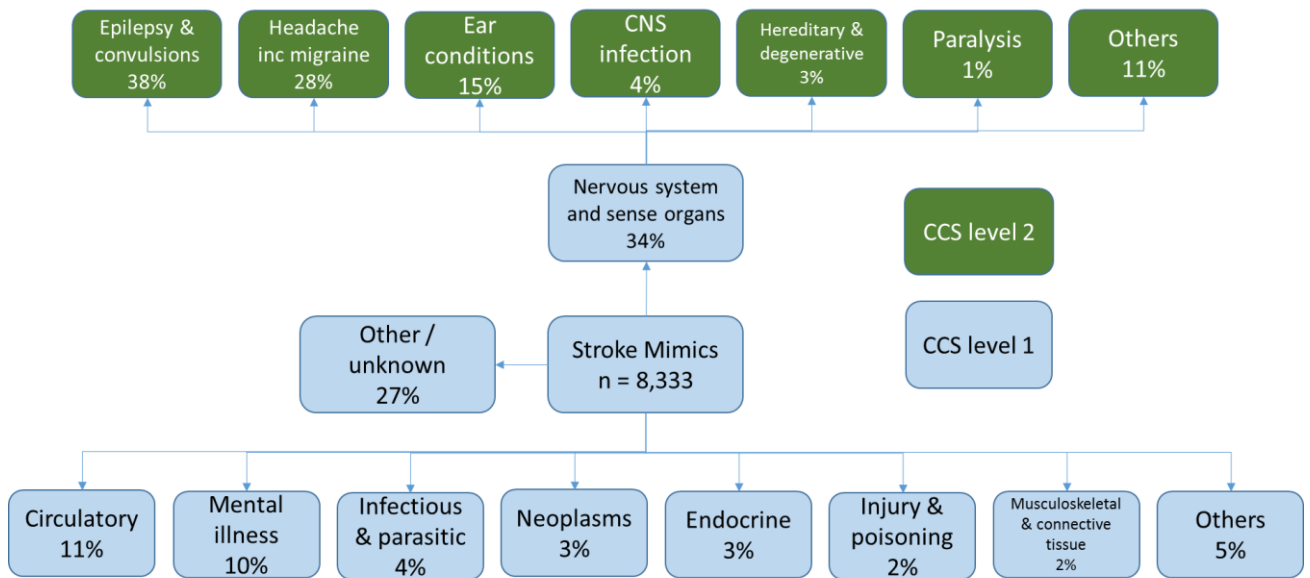 Epilepsy &
convulsions
38%
Headache
inc migraine
28%
Ear
conditions
15%
CNS
infection
4%
Hereditary &
degenerative
3%
Paralysis
1%
Others
11%
Nervous system
and sense organs
34%
CCS level 2
Other /
unknown
27%
Stroke Mimics
n = 8,333
CCS level 1
Circulatory
11%
Mental
illness
10%
Infectious
& parasitic
4%
Neoplasms
3%
Endocrine
3%
Injury &
poisoning
2%
Musculoskeletal
& connective
tissue
2%
Others
5%